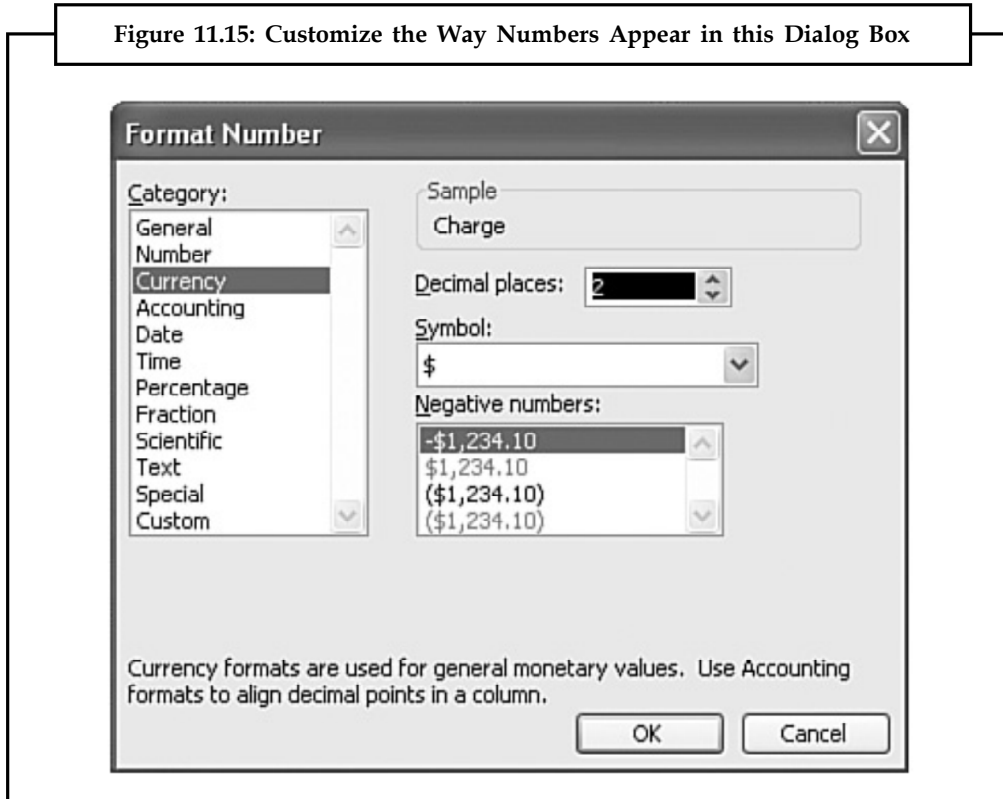 Figure 11.15: Customize the Way Numbers Appear in this Dialog Box
Format Number
Category:
General
Number
Currency
Accounting
Date
Time
Percentage
Fraction
Scientific
Text
Special
Custom
Sample
Charge
Decimal places: 2
Symbol:
$
Negative numbers:
-$1,234.10
$1,234.10
($1,234.10)
($1,234.10)
Currency formats are used for general monetary values. Use Accounting
formats to align decimal points in a column.
OK Cancel